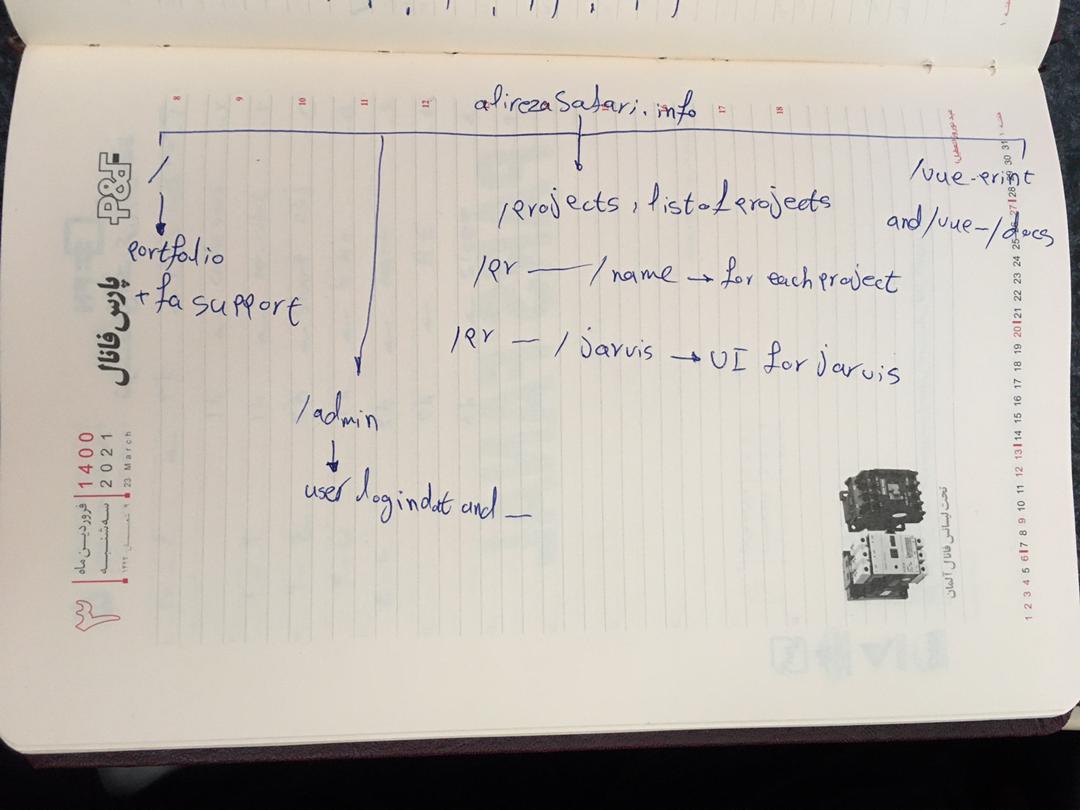 8 9 10 11 12 16 17 18
alirezaSafari.info
/
portfolio
+ fa support
/admin
user logindat and —
/projects, list of projects
/pr — / name → for each project
/pr — / jarvis → UI for jarvis
/vue-print
and /vue-/docs
P&F
پارس فانال
۳
فروردین ماه 1400
سه شنبه 2021
23 March
تحت لیسانس فانال آلمان
1 2 3 4 5 6 7 8 9 10 11 12 13 14 15 16 17 18 19 20 21 22 23 24 25 26 27 28 29 30 31